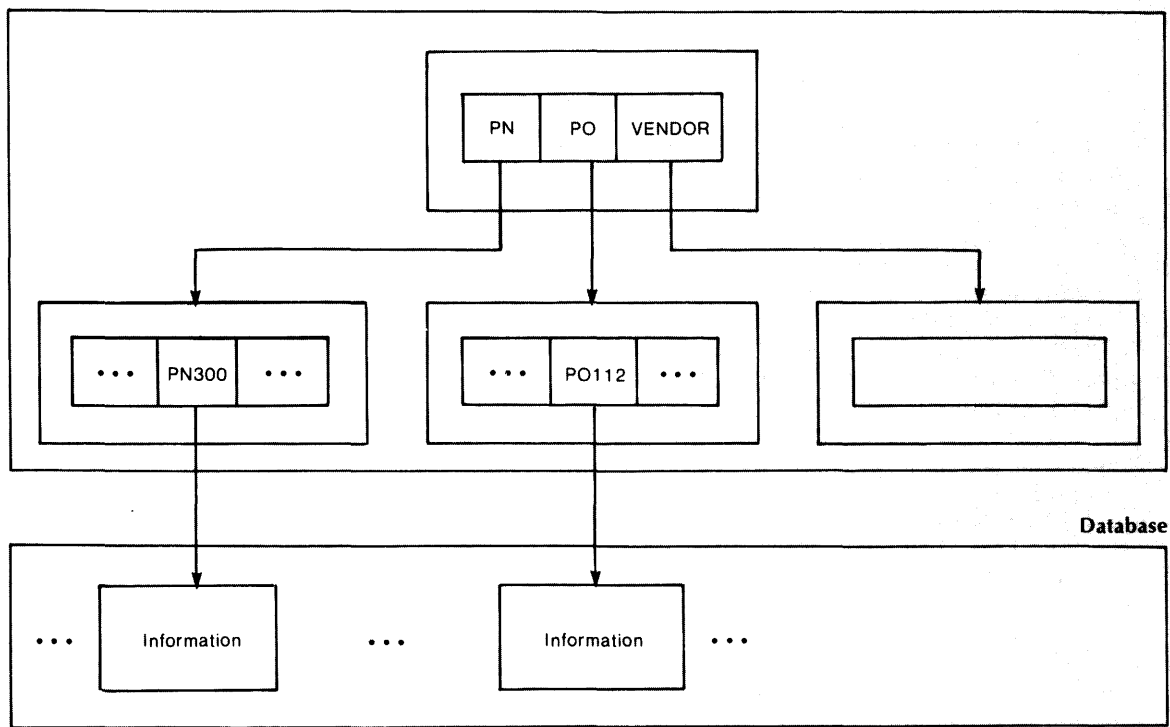 PN PO VENDOR
••• PN300 •••
••• PO112 •••
Database
••• Information ••• Information •••